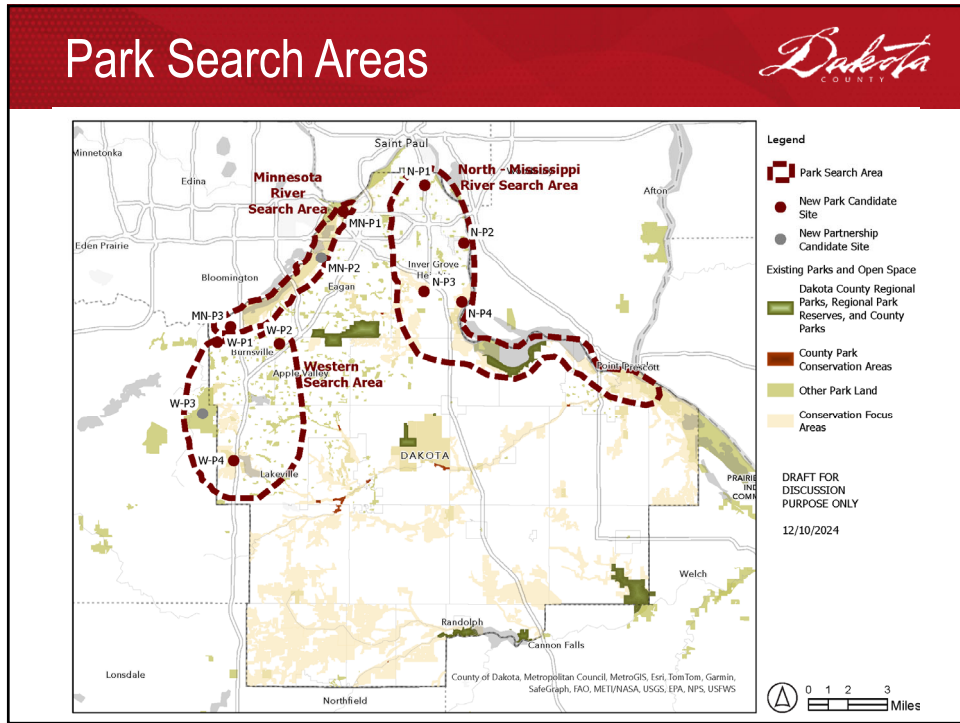 Park Search Areas
Dakota
COUNTY
Saint Paul
Minnetonka
Edina
Afton
Eden Prairie
Bloomington
Minnesota
River
Search Area
North - Mississippi
River Search Area
N-P1
MN-P1
N-P2
MN-P2
Eagan
Inver Grove
N-P3
N-P4
MN-P3
W-P1
W-P2
Burnsville
Apple Valley
Western
Search Area
Prescott
W-P3
W-P4
Lakeville
DAKOTA
PRAIRIE
Welch
Randolph
Cannon Falls
Lonsdale
Northfield
County of Dakota, Metropolitan Council, MetroGIS, Esri, TomTom, Garmin,
SafeGraph, FAO, METI/NASA, USGS, EPA, NPS, USFWS
Legend
Park Search Area
New Park Candidate
Site
New Partnership
Candidate Site
Existing Parks and Open Space
Dakota County Regional
Parks, Regional Park
Reserves, and County
Parks
County Park
Conservation Areas
Other Park Land
Conservation Focus
Areas
DRAFT FOR
DISCUSSION
PURPOSE ONLY
12/10/2024
0 1 2 3
Miles